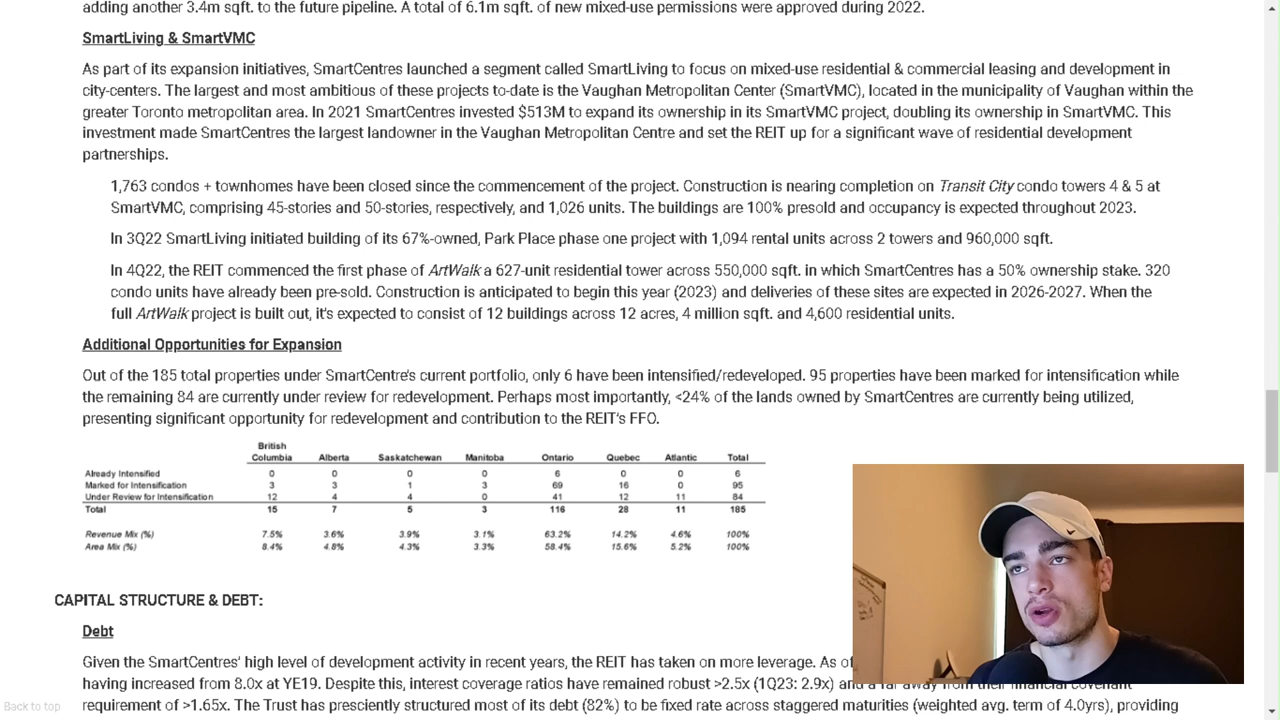 adding another 3.4m sqft. to the future pipeline. A total of 6.1m sqft. of new mixed-use permissions were approved during 2022.
SmartLiving & SmartVMC
As part of its expansion initiatives, SmartCentres launched a segment called SmartLiving to focus on mixed-use residential & commercial leasing and development in
city-centers. The largest and most ambitious of these projects to-date is the Vaughan Metropolitan Center (SmartVMC), located in the municipality of Vaughan within the
greater Toronto metropolitan area. In 2021 SmartCentres invested $513M to expand its ownership in its SmartVMC project, doubling its ownership in SmartVMC. This
investment made SmartCentres the largest landowner in the Vaughan Metropolitan Centre and set the REIT up for a significant wave of residential development
partnerships.
1,763 condos + townhomes have been closed since the commencement of the project. Construction is nearing completion on Transit City condo towers 4 & 5 at
SmartVMC, comprising 45-stories and 50-stories, respectively, and 1,026 units. The buildings are 100% presold and occupancy is expected throughout 2023.
In 3Q22 SmartLiving initiated building of its 67%-owned, Park Place phase one project with 1,094 rental units across 2 towers and 960,000 sqft.
In 4Q22, the REIT commenced the first phase of ArtWalk a 627-unit residential tower across 550,000 sqft. in which SmartCentres has a 50% ownership stake. 320
condo units have already been pre-sold. Construction is anticipated to begin this year (2023) and deliveries of these sites are expected in 2026-2027. When the
full ArtWalk project is built out, it's expected to consist of 12 buildings across 12 acres, 4 million sqft. and 4,600 residential units.
Additional Opportunities for Expansion
Out of the 185 total properties under SmartCentre's current portfolio, only 6 have been intensified/redeveloped. 95 properties have been marked for intensification while
the remaining 84 are currently under review for redevelopment. Perhaps most importantly, <24% of the lands owned by SmartCentres are currently being utilized,
presenting significant opportunity for redevelopment and contribution to the REIT's FFO.
British
Columbia Alberta Saskatchewan Manitoba Ontario Quebec Atlantic Total
Already Intensified 0 0 0 0 6 0 0 6
Marked for Intensification 3 3 1 3 69 16 0 95
Under Review for Intensification 12 4 4 0 41 12 11 84
Total 15 7 5 3 116 28 11 185
Revenue Mix (%) 7.5% 3.6% 3.9% 3.1% 63.2% 14.2% 4.6% 100%
Area Mix (%) 8.4% 4.8% 4.3% 3.3% 58.4% 15.6% 5.2% 100%
CAPITAL STRUCTURE & DEBT:
Debt
Given the SmartCentres' high level of development activity in recent years, the REIT has taken on more leverage. As of
having increased from 8.0x at YE19. Despite this, interest coverage ratios have remained robust >2.5x (1Q23: 2.9x) and a far away from their financial covenant
requirement of >1.65x. The Trust has presciently structured most of its debt (82%) to be fixed rate across staggered maturities (weighted avg. term of 4.0yrs), providing
Back to top